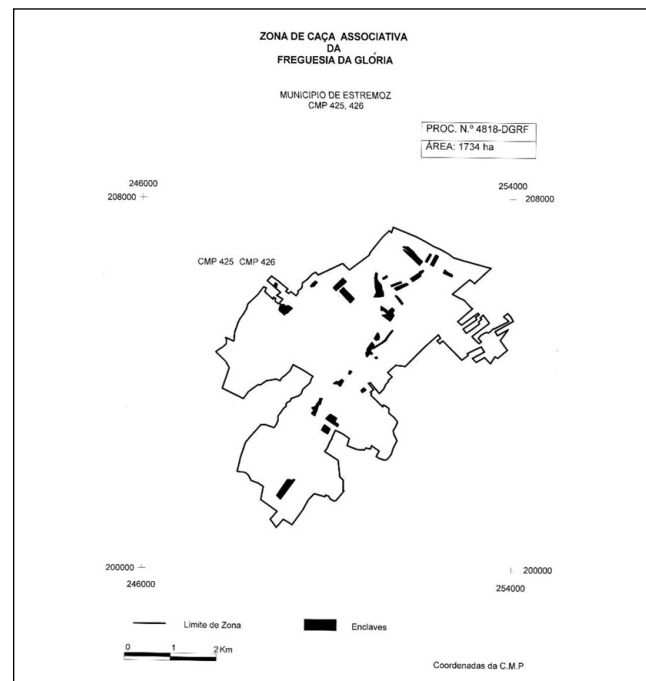 ZONA DE CAÇA ASSOCIATIVA
DA
FREGUESIA DA GLÓRIA
MUNICIPIO DE ESTREMOZ
CMP 425, 426
PROC. N.º 4818-DGRF
ÁREA: 1734 ha
246000
208000
254000
208000
CMP 425 CMP 426
200000
246000
200000
254000
Limite de Zona
Enclaves
0 1 2 Km
Coordenadas da C.M.P